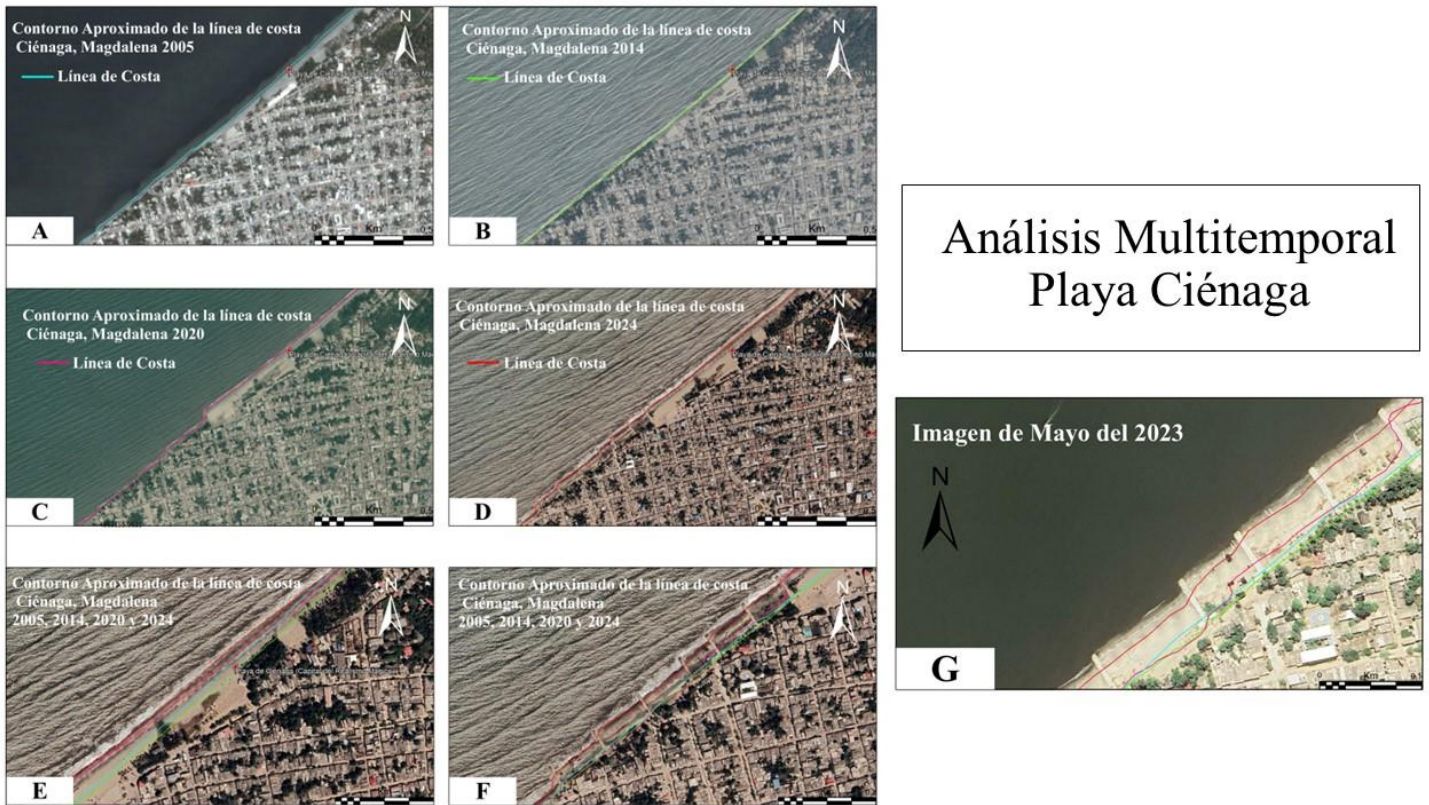 Contorno Aproximado de la línea de costa
Ciénaga, Magdalena 2005
Línea de Costa
N
Km
0.5
A
Contorno Aproximado de la línea de costa
Ciénaga, Magdalena 2014
Línea de Costa
N
0
Km
0.5
B
Contorno Aproximado de la línea de costa
Ciénaga, Magdalena 2020
Línea de Costa
N
0
Km
0.5
C
Contorno Aproximado de la línea de costa
Ciénaga, Magdalena 2024
Línea de Costa
N
D
Contorno Aproximado de la línea de costa
Ciénaga, Magdalena
2005, 2014, 2020 y 2024
N
E
Contorno Aproximado de la línea de costa
Ciénaga, Magdalena
2005, 2014, 2020 y 2024
N
F
Análisis Multitemporal
Playa Ciénaga
Imagen de Mayo del 2023
N
0
Km
G